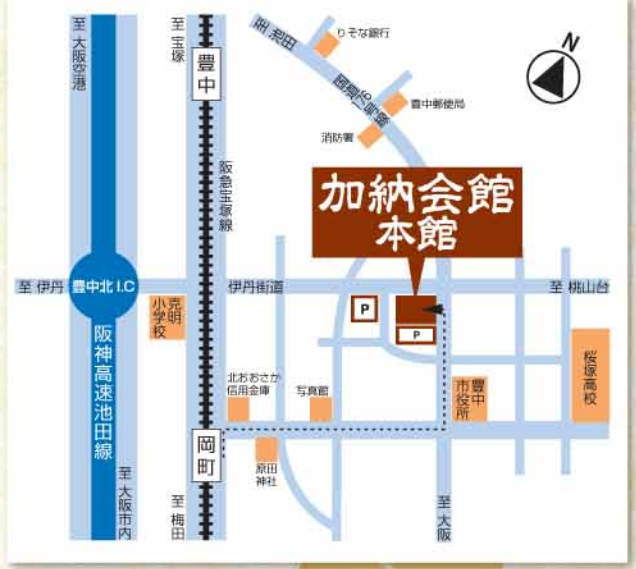 至 大阪空港
至 宝塚
豊中
至 池田
りそな銀行
N
国道176号線
豊中郵便局
消防署
阪急宝塚線
加納会館
本館
至 伊丹
豊中北 I.C
伊丹街道
至 桃山台
克明
小学校
P
P
阪神高速池田線
北おおさか
信用金庫
写真館
豊中
市役所
桜塚高校
岡町
原田
神社
至 大阪市内
至 梅田
至 大阪